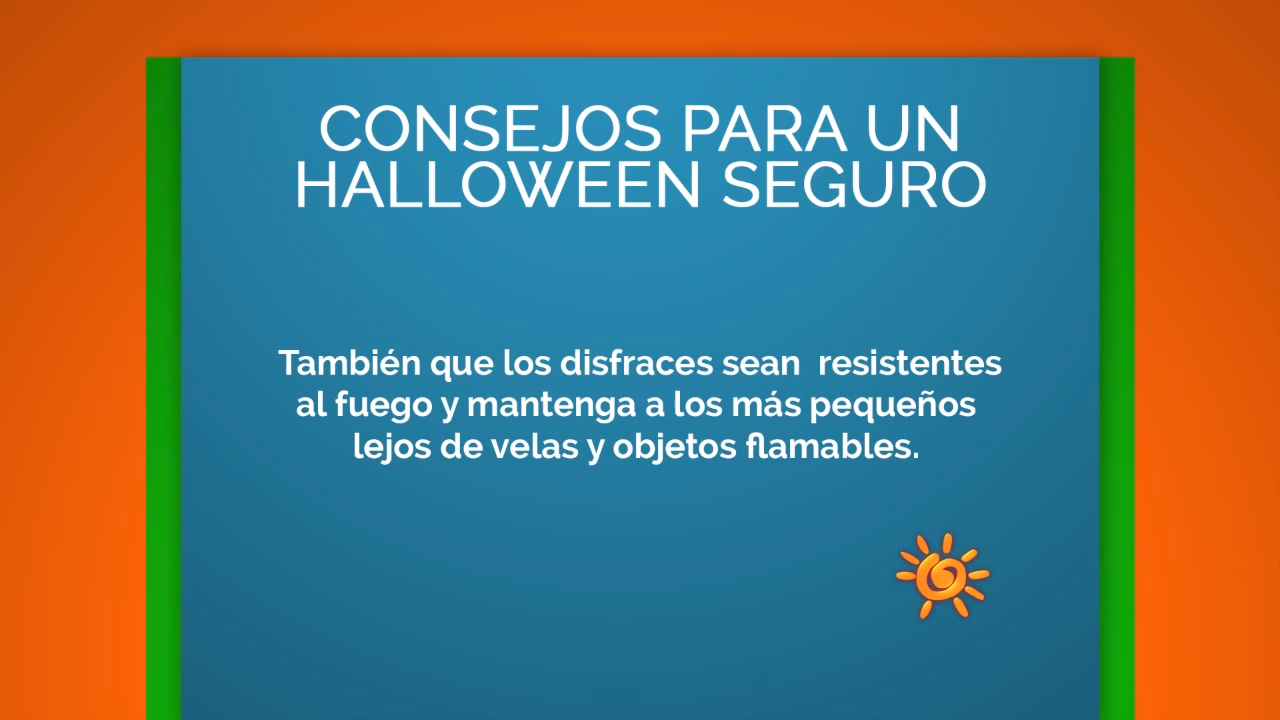 CONSEJOS PARA UN
HALLOWEEN SEGURO
También que los disfraces sean  resistentes
al fuego y mantenga a los más pequeños
lejos de velas y objetos flamables.